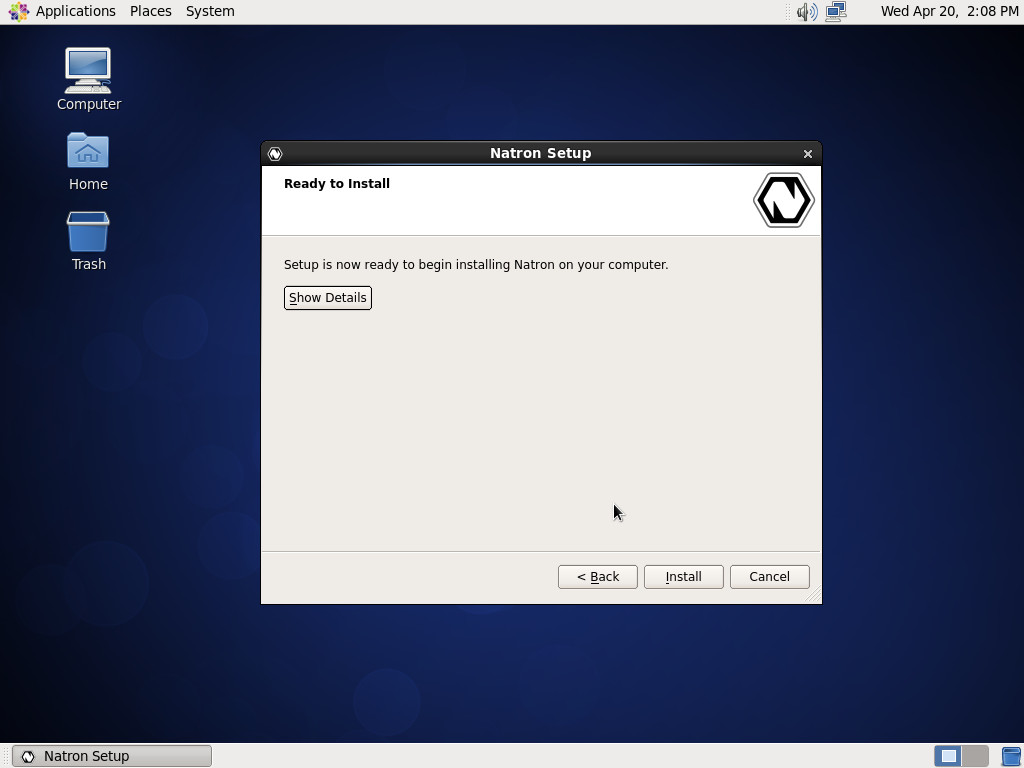 Applications Places System Wed Apr 20, 2:08 PM
Computer
Home
Trash
Natron Setup
Ready to Install
Setup is now ready to begin installing Natron on your computer.
Show Details
< Back Install Cancel
Natron Setup